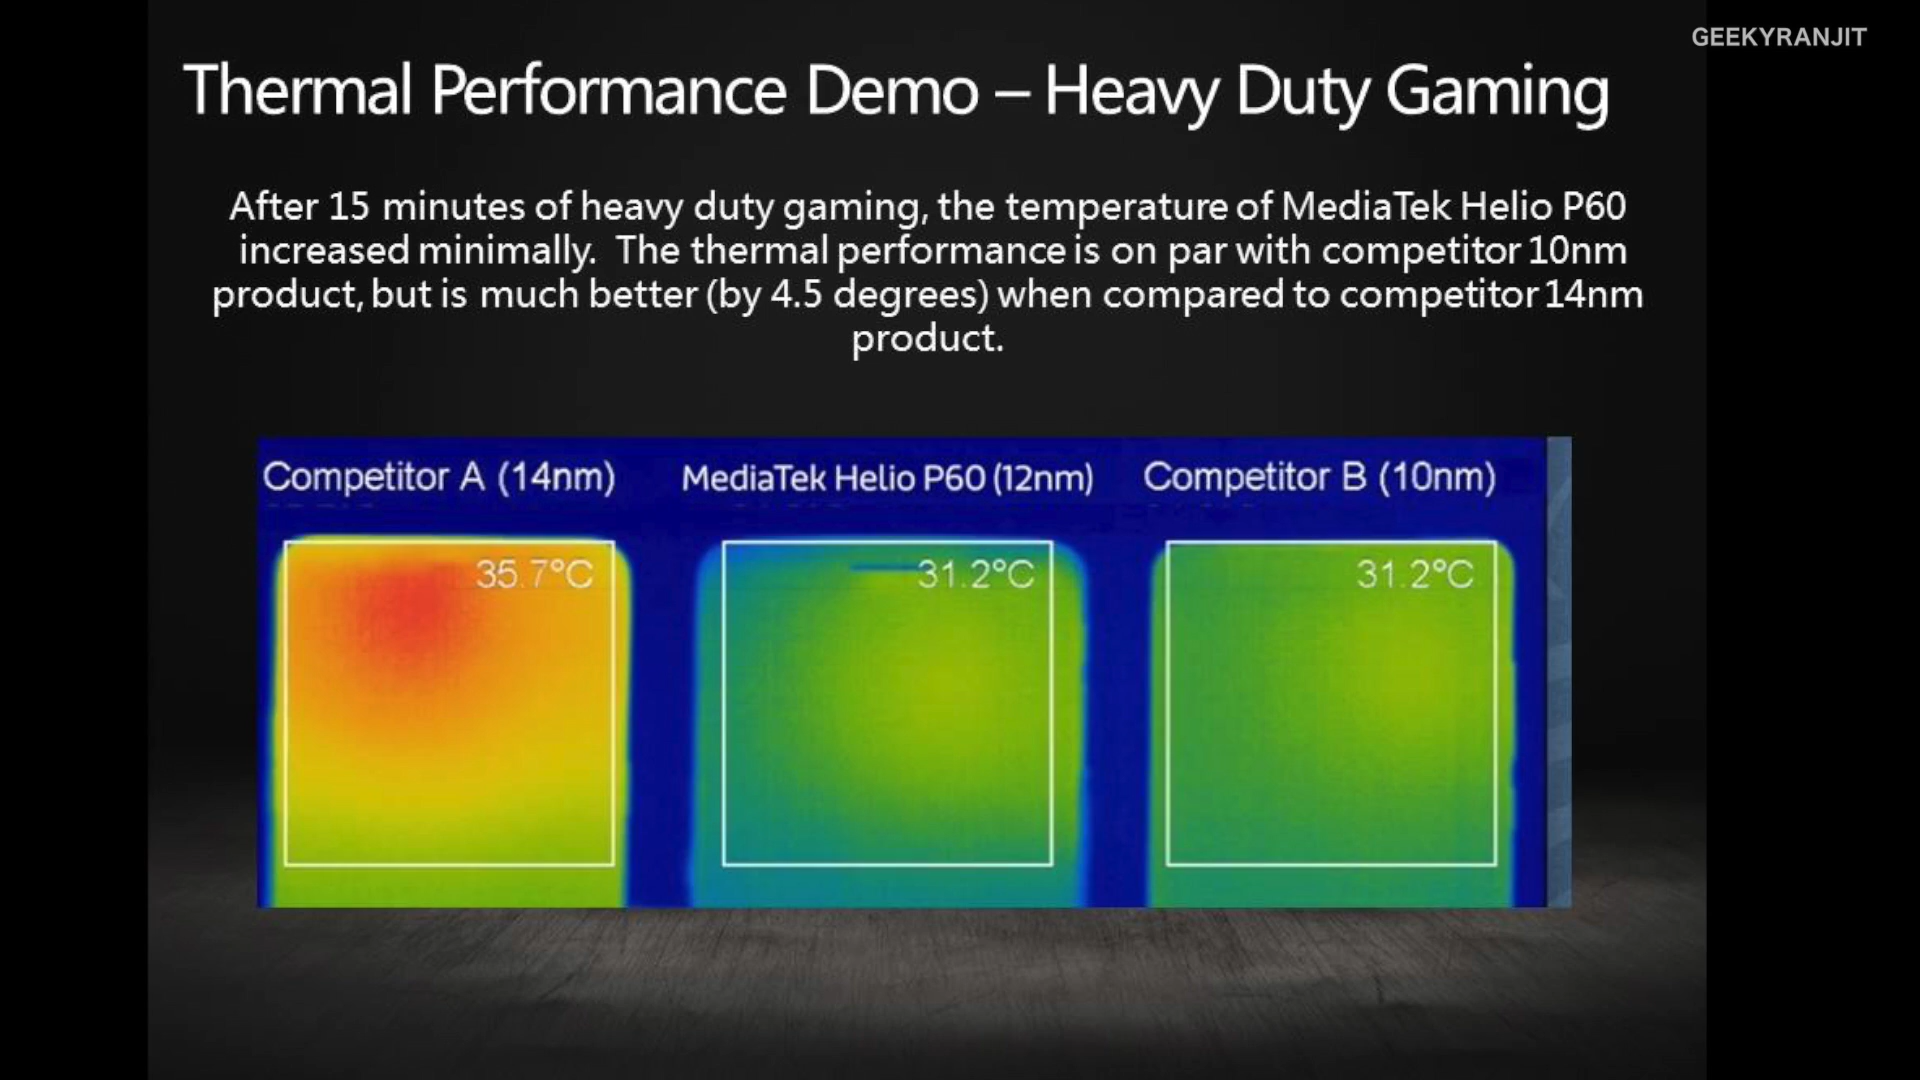 GEEKYRANJIT
Thermal Performance Demo – Heavy Duty Gaming
After 15 minutes of heavy duty gaming, the temperature of MediaTek Helio P60
increased minimally. The thermal performance is on par with competitor 10nm
product, but is much better (by 4.5 degrees) when compared to competitor 14nm
product.
Competitor A (14nm)
MediaTek Helio P60 (12nm)
Competitor B (10nm)
35.7°C
31.2°C
31.2°C